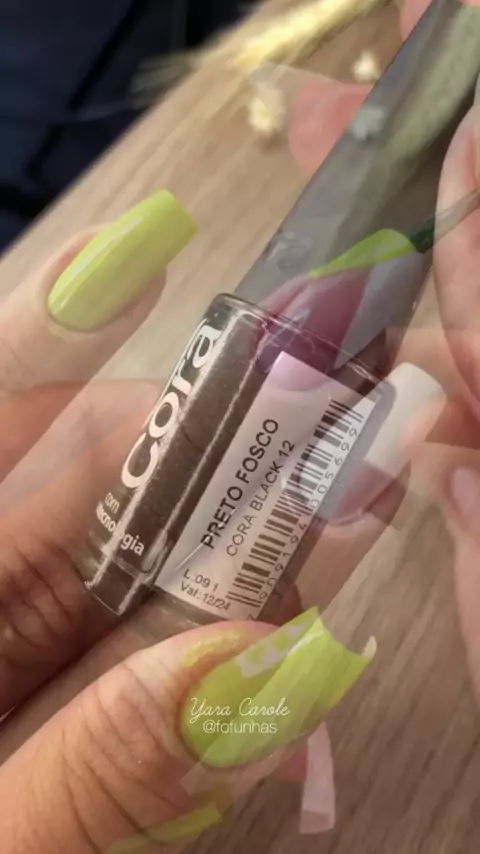 Cora
com
tecnologia
PRETO FOSCO
CORA BLACK 12
L.091
Val:12/24
Yara Carole
@fofunhas